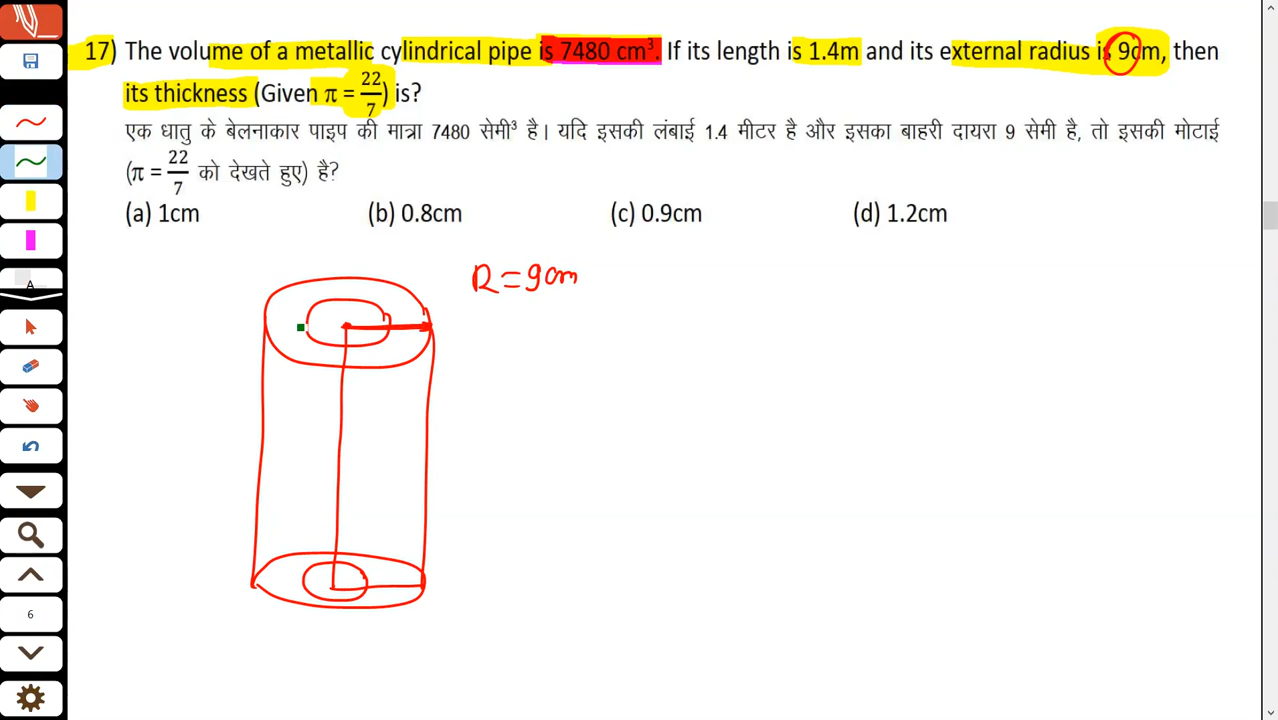 17) The volume of a metallic cylindrical pipe is 7480 cm³. If its length is 1.4m and its external radius is 9cm, then
its thickness (Given π = 22/7) is?
एक धातु के बेलनाकार पाइप की मात्रा 7480 सेमी³ है। यदि इसकी लंबाई 1.4 मीटर है और इसका बाहरी दायरा 9 सेमी है, तो इसकी मोटाई
(π = 22/7 को देखते हुए) है?
(a) 1cm (b) 0.8cm (c) 0.9cm (d) 1.2cm
R = 9cm
A
6